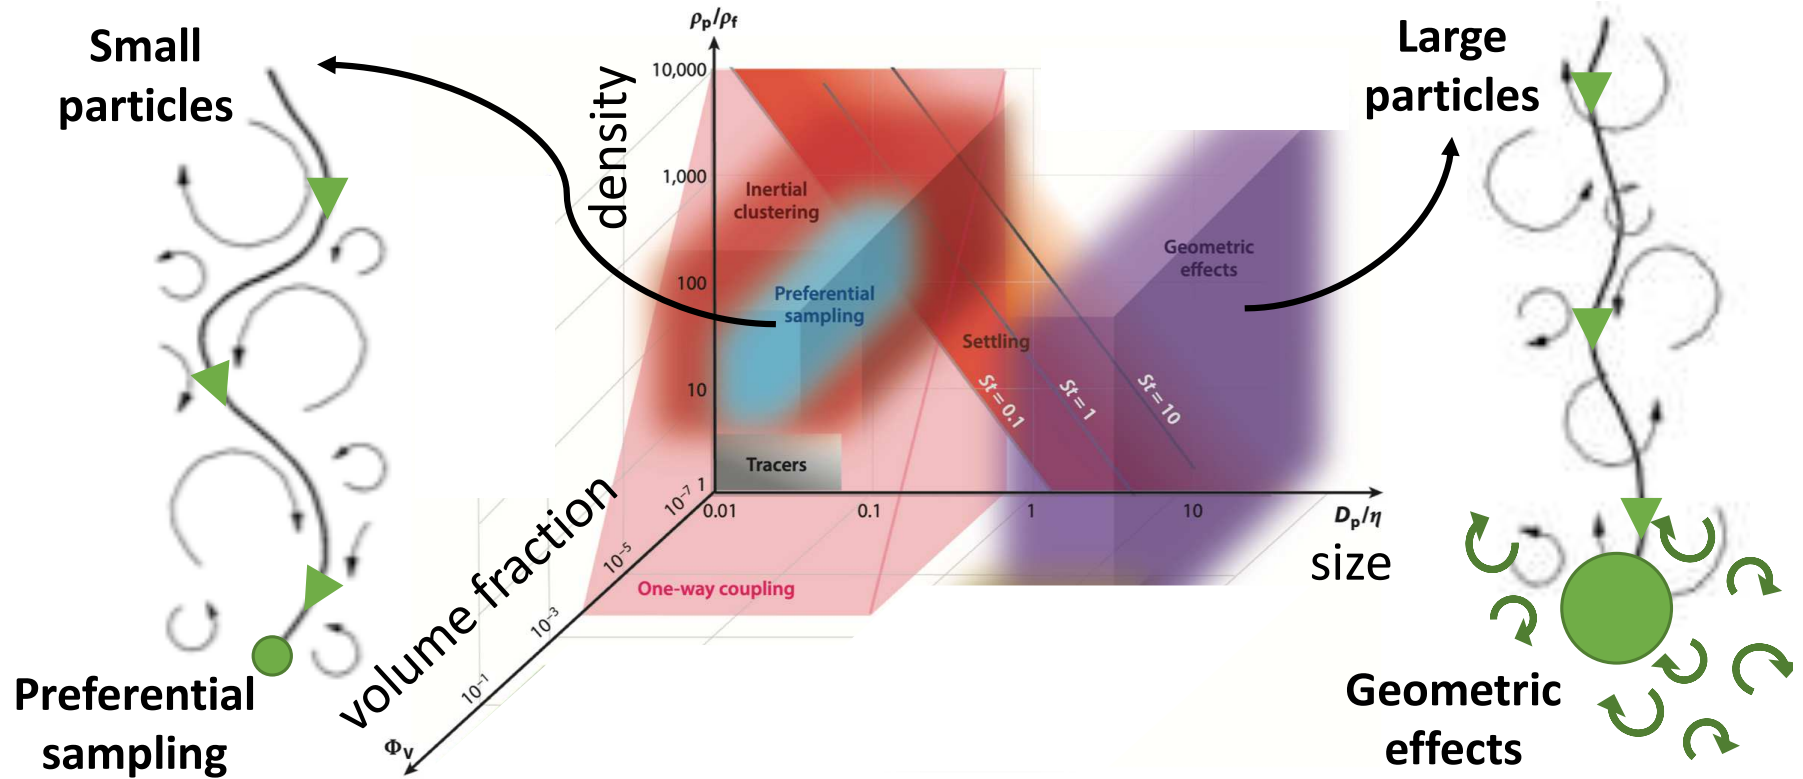 Small
particles
Preferential
sampling
ρp/ρf
density
10,000
1,000
100
10
1
Inertial
clustering
Preferential
sampling
Settling
Geometric
effects
St = 0.1
St = 1
St = 10
Tracers
0.01
0.1
1
10
Dp/η
size
One-way coupling
10⁻⁷
10⁻⁵
10⁻³
10⁻¹
volume fraction
ΦV
Large
particles
Geometric
effects